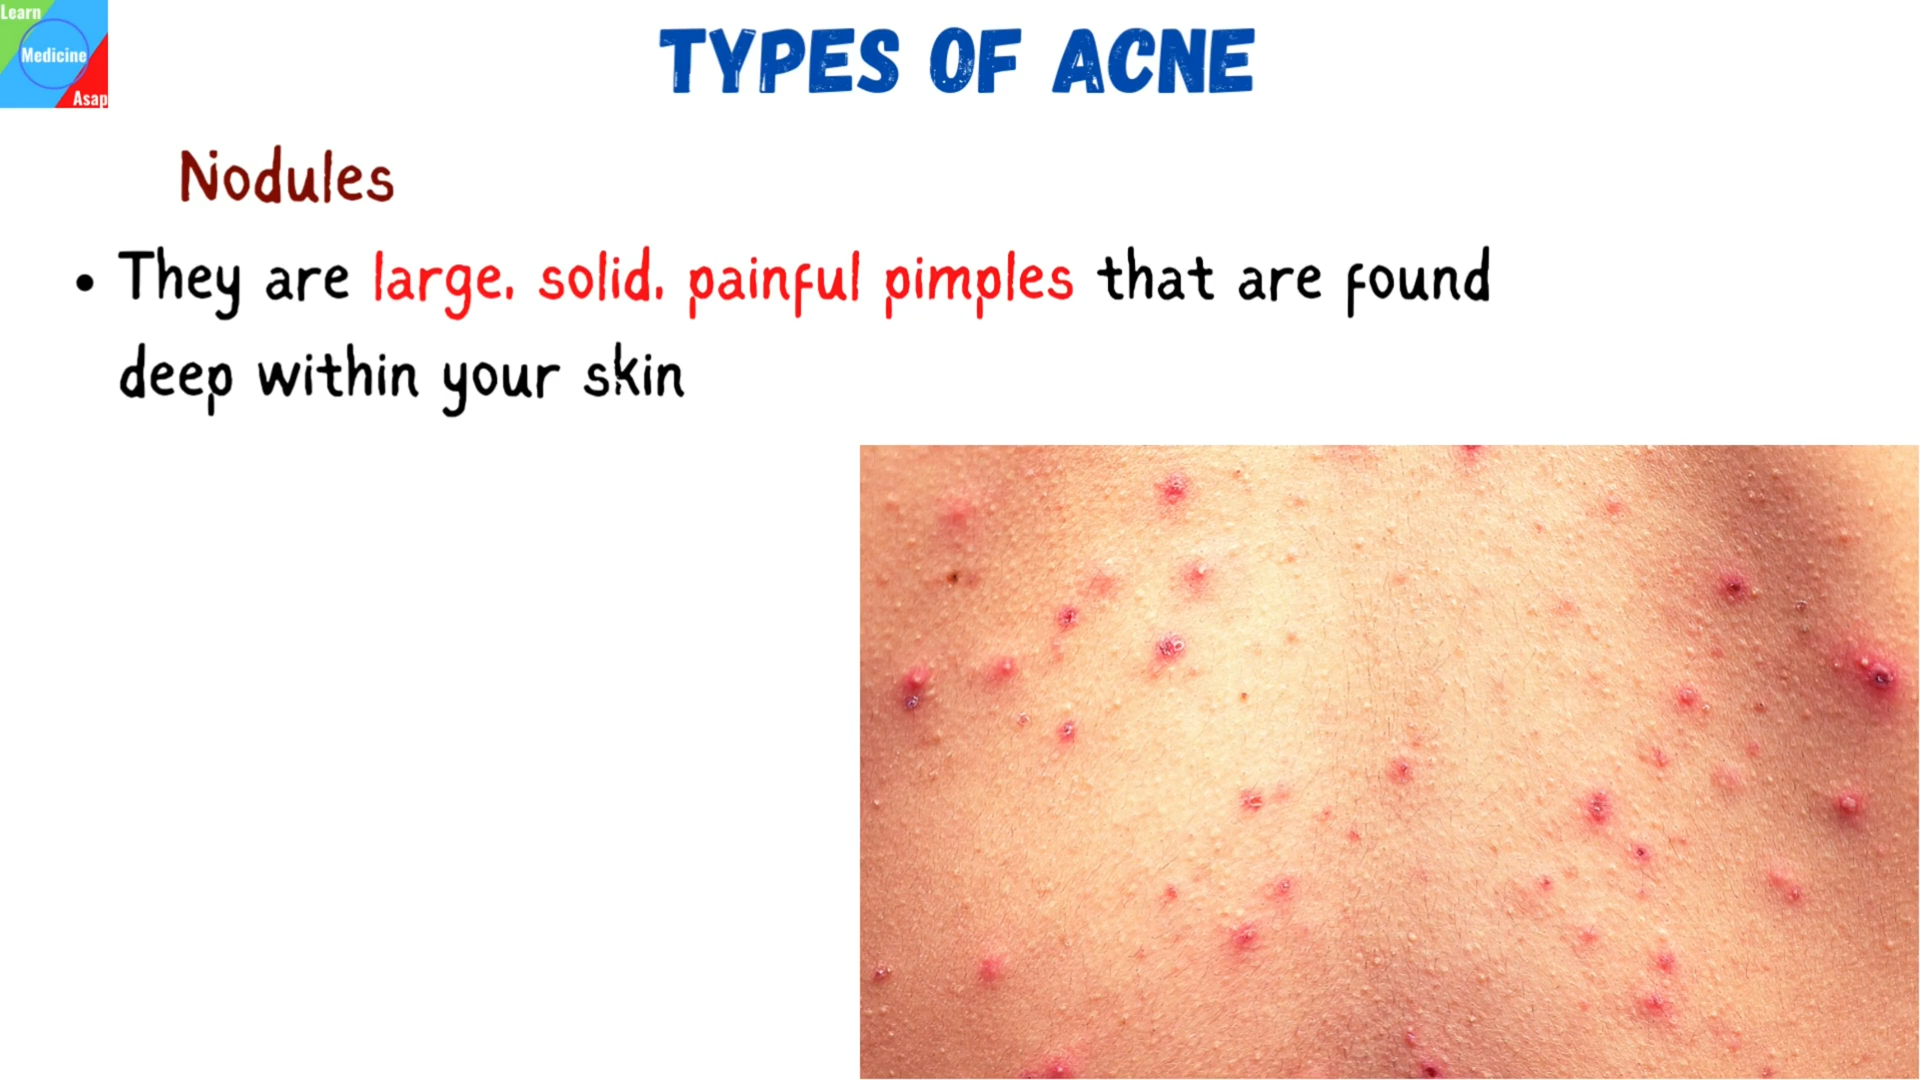 Learn
Medicine
Asap
TYPES OF ACNE
Nodules
• They are large, solid, painful pimples that are found
deep within your skin